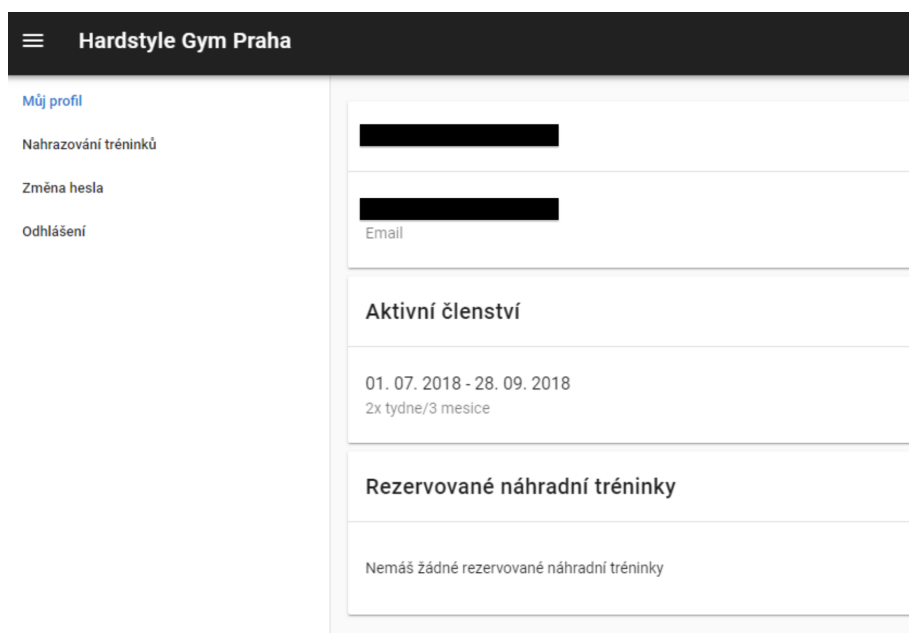 Hardstyle Gym Praha
Můj profil
Nahrazování tréninků
Změna hesla
Odhlášení
Email
Aktivní členství
01. 07. 2018 - 28. 09. 2018
2x tydne/3 mesice
Rezervované náhradní tréninky
Nemáš žádné rezervované náhradní tréninky